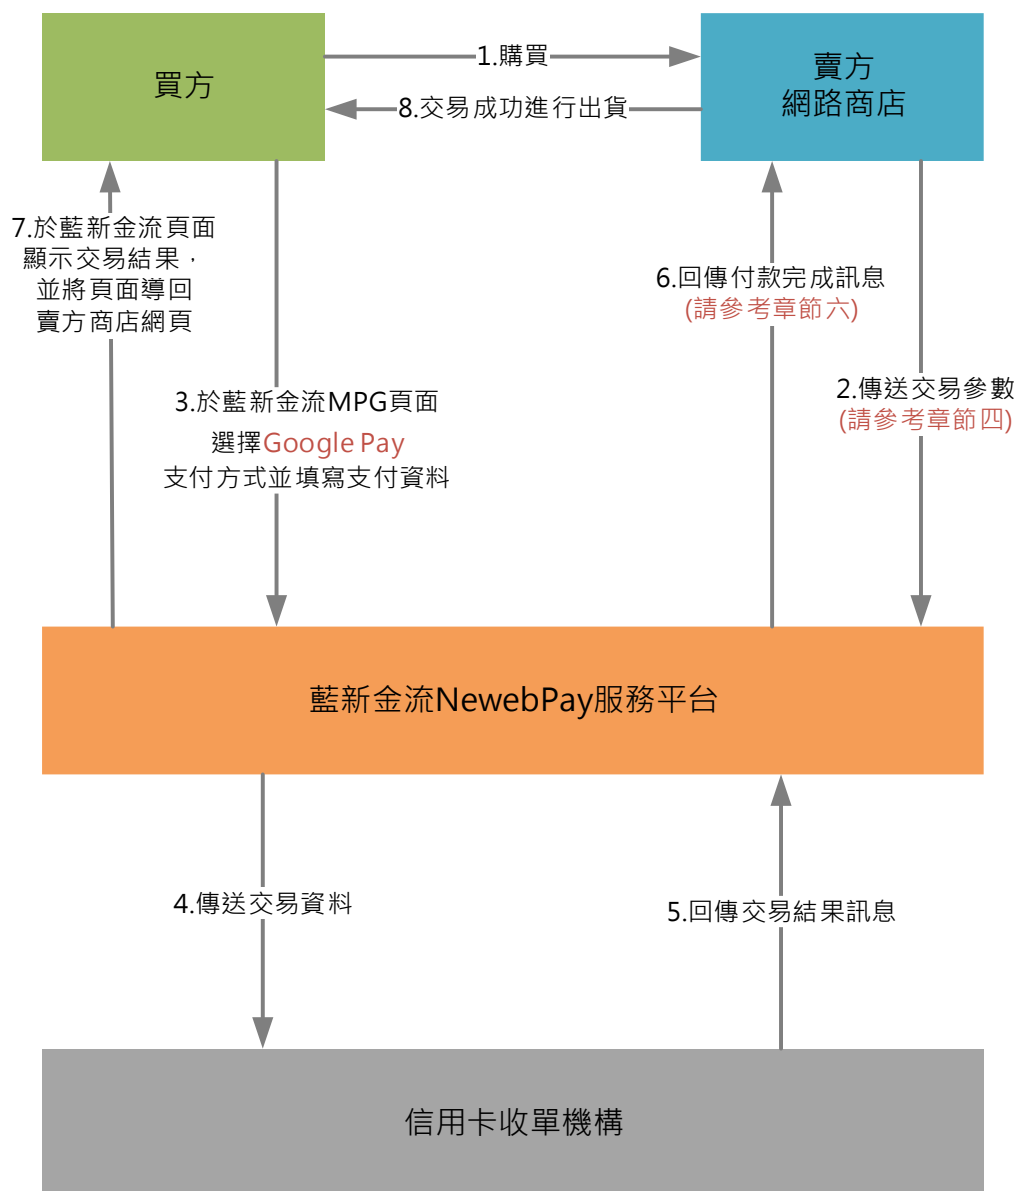 買方
1.購買
8.交易成功進行出貨
賣方
網路商店
7.於藍新金流頁面
顯示交易結果，
並將頁面導回
賣方商店網頁
6.回傳付款完成訊息
(請參考章節六)
3.於藍新金流MPG頁面
選擇Google Pay
支付方式並填寫支付資料
2.傳送交易參數
(請參考章節四)
藍新金流NewebPay服務平台
4.傳送交易資料
5.回傳交易結果訊息
信用卡收單機構